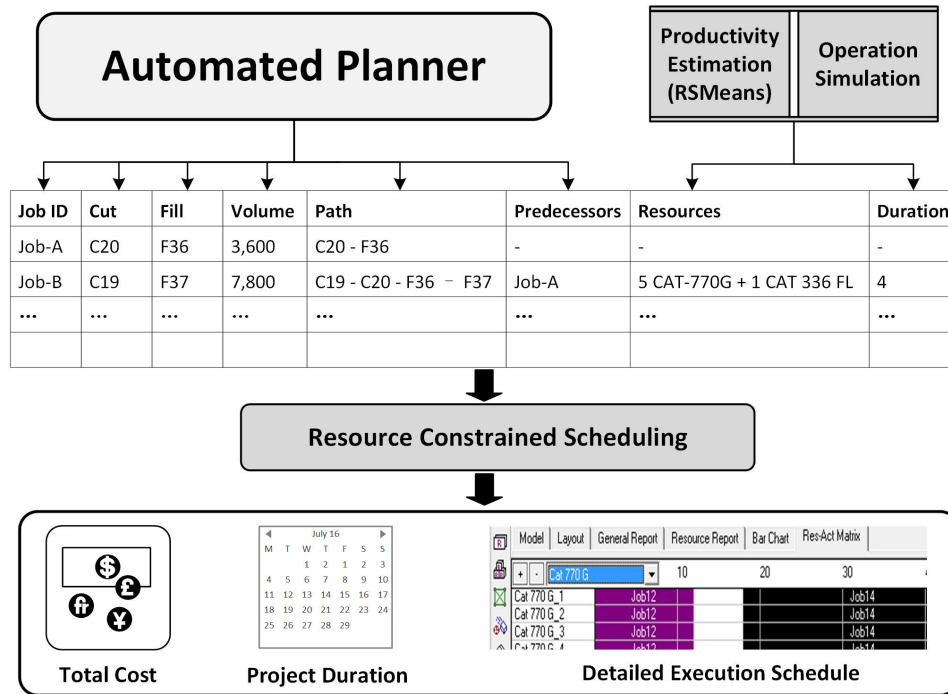 Automated Planner
Productivity
Estimation
(RSMeans)
Operation
Simulation
Job ID Cut Fill Volume Path Predecessors Resources Duration
Job-A C20 F36 3,600 C20 - F36 - - -
Job-B C19 F37 7,800 C19 - C20 - F36 – F37 Job-A 5 CAT-770G + 1 CAT 336 FL 4
... ... ... ... ... ... ... ...
Resource Constrained Scheduling
$
£
¥
Total Cost
July 16
M T W T F S S
1 2 1 2 3
4 5 6 7 8 9 10
11 12 13 14 15 16 17
18 19 20 21 22 23 24
25 26 27 28 29
Project Duration
R
Model Layout General Report Resource Report Bar Chart Res-Act Matrix
+ - Cat 770 G 10 20 30
Cat 770 G_1 Job12 Job14
Cat 770 G_2 Job12 Job14
Cat 770 G_3 Job12 Job14
Cat 770 G_4 Job12 Job14
Detailed Execution Schedule